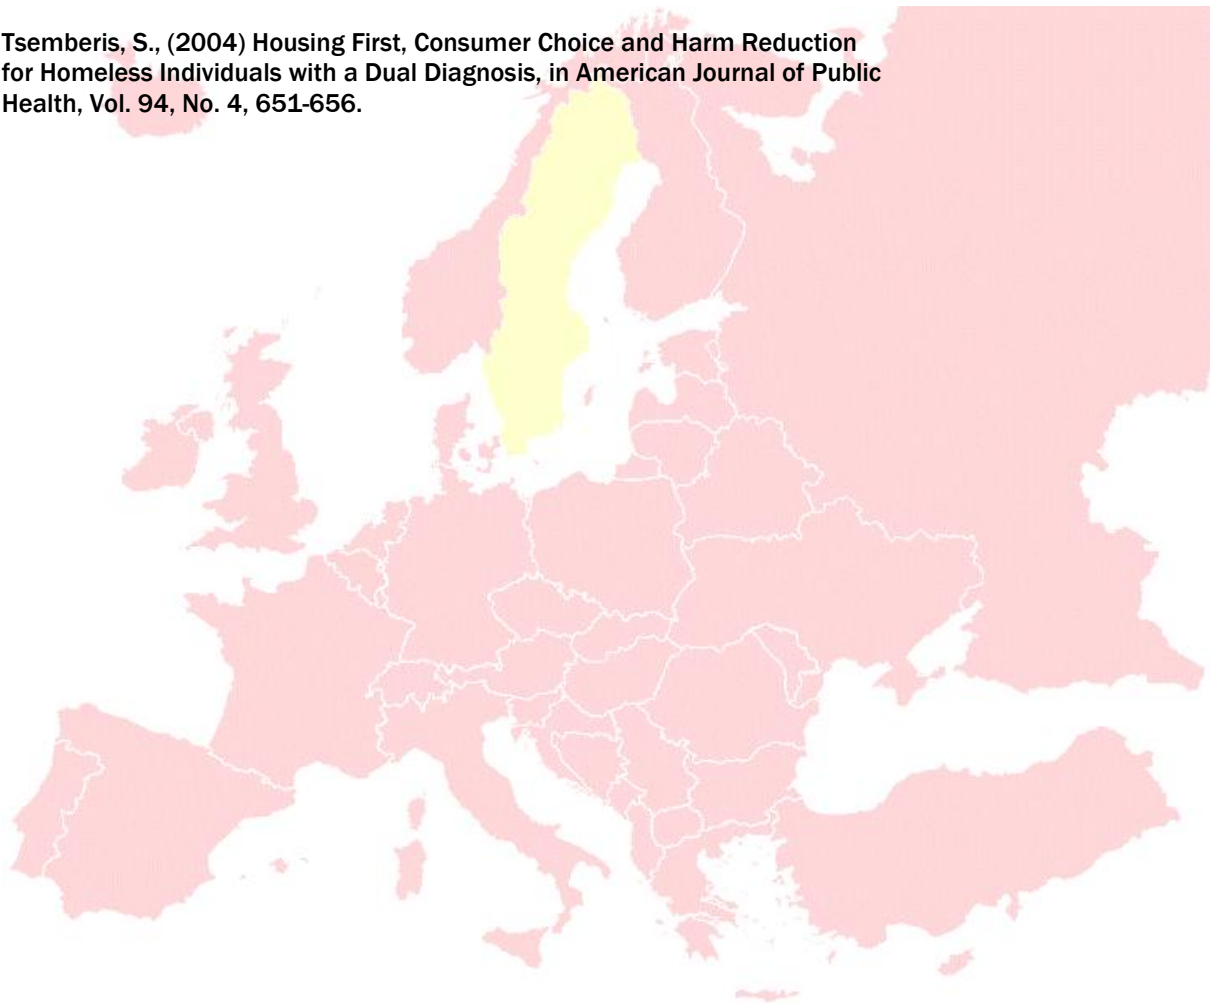 Tsemberis, S., (2004) Housing First, Consumer Choice and Harm Reduction
for Homeless Individuals with a Dual Diagnosis, in American Journal of Public
Health, Vol. 94, No. 4, 651-656.